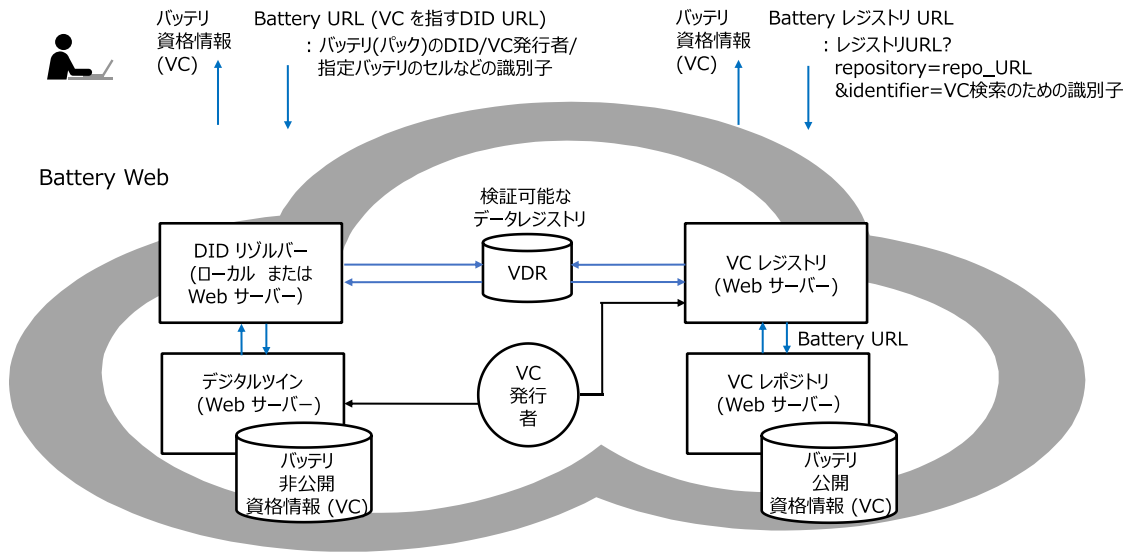 バッテリ
資格情報
(VC)
Battery URL (VC を指すDID URL)
: バッテリ(パック)のDID/VC発行者/
指定バッテリのセルなどの識別子
バッテリ
資格情報
(VC)
Battery レジストリ URL
: レジストリURL?
repository=repo_URL
&identifier=VC検索のための識別子
Battery Web
検証可能な
データレジストリ
DID リゾルバー
(ローカル または
Web サーバー)
VDR
VC レジストリ
(Web サーバー)
Battery URL
デジタルツイン
(Web サーバー)
VC
発行
者
VC レポジトリ
(Web サーバー)
バッテリ
非公開
資格情報 (VC)
バッテリ
公開
資格情報 (VC)